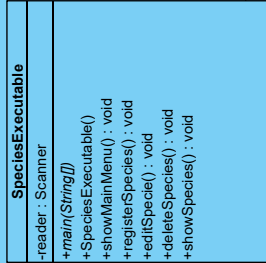 SpeciesExecutable
-reader : Scanner
+main(String[])
+SpeciesExecutable()
+showMainMenu() : void
+registerSpecies() : void
+editSpecie() : void
+deleteSpecies() : void
+showSpecies() : void